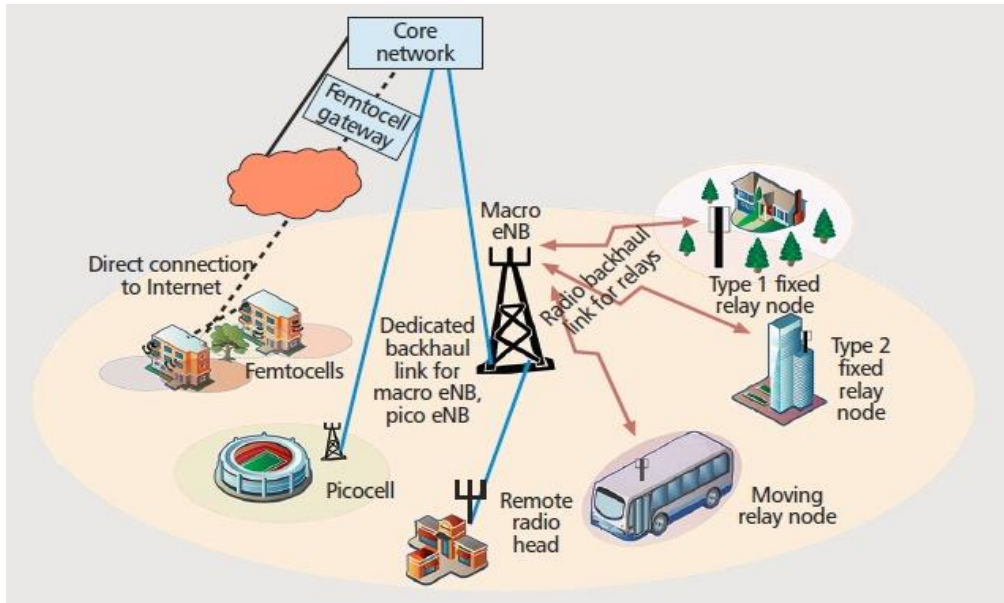 Core
network
Femtocell
gateway
Macro
eNB
Direct connection
to Internet
Radio backhaul
link for relays
Type 1 fixed
relay node
Dedicated
backhaul
link for
macro eNB,
pico eNB
Type 2
fixed
relay
node
Femtocells
Picocell
Remote
radio
head
Moving
relay node